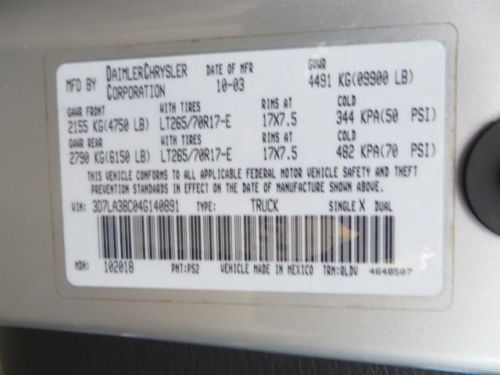 MFD BY DAIMLERCHRYSLER CORPORATION DATE OF MFR 10-03 GVWR 4491 KG(09900 LB)
GAWR FRONT WITH TIRES RIMS AT COLD
2155 KG(4750 LB) LT265/70R17-E 17X7.5 344 KPA(50 PSI)
GAWR REAR WITH TIRES RIMS AT COLD
2790 KG(6150 LB) LT265/70R17-E 17X7.5 482 KPA(70 PSI)
THIS VEHICLE CONFORMS TO ALL APPLICABLE FEDERAL MOTOR VEHICLE SAFETY AND THEFT
PREVENTION STANDARDS IN EFFECT ON THE DATE OF MANUFACTURE SHOWN ABOVE.
VIN: 3D7LA38C04G140891 TYPE: TRUCK SINGLE X DUAL
MDH: 102018 PNT:PS2 VEHICLE MADE IN MEXICO TRM:QLDV 4648507